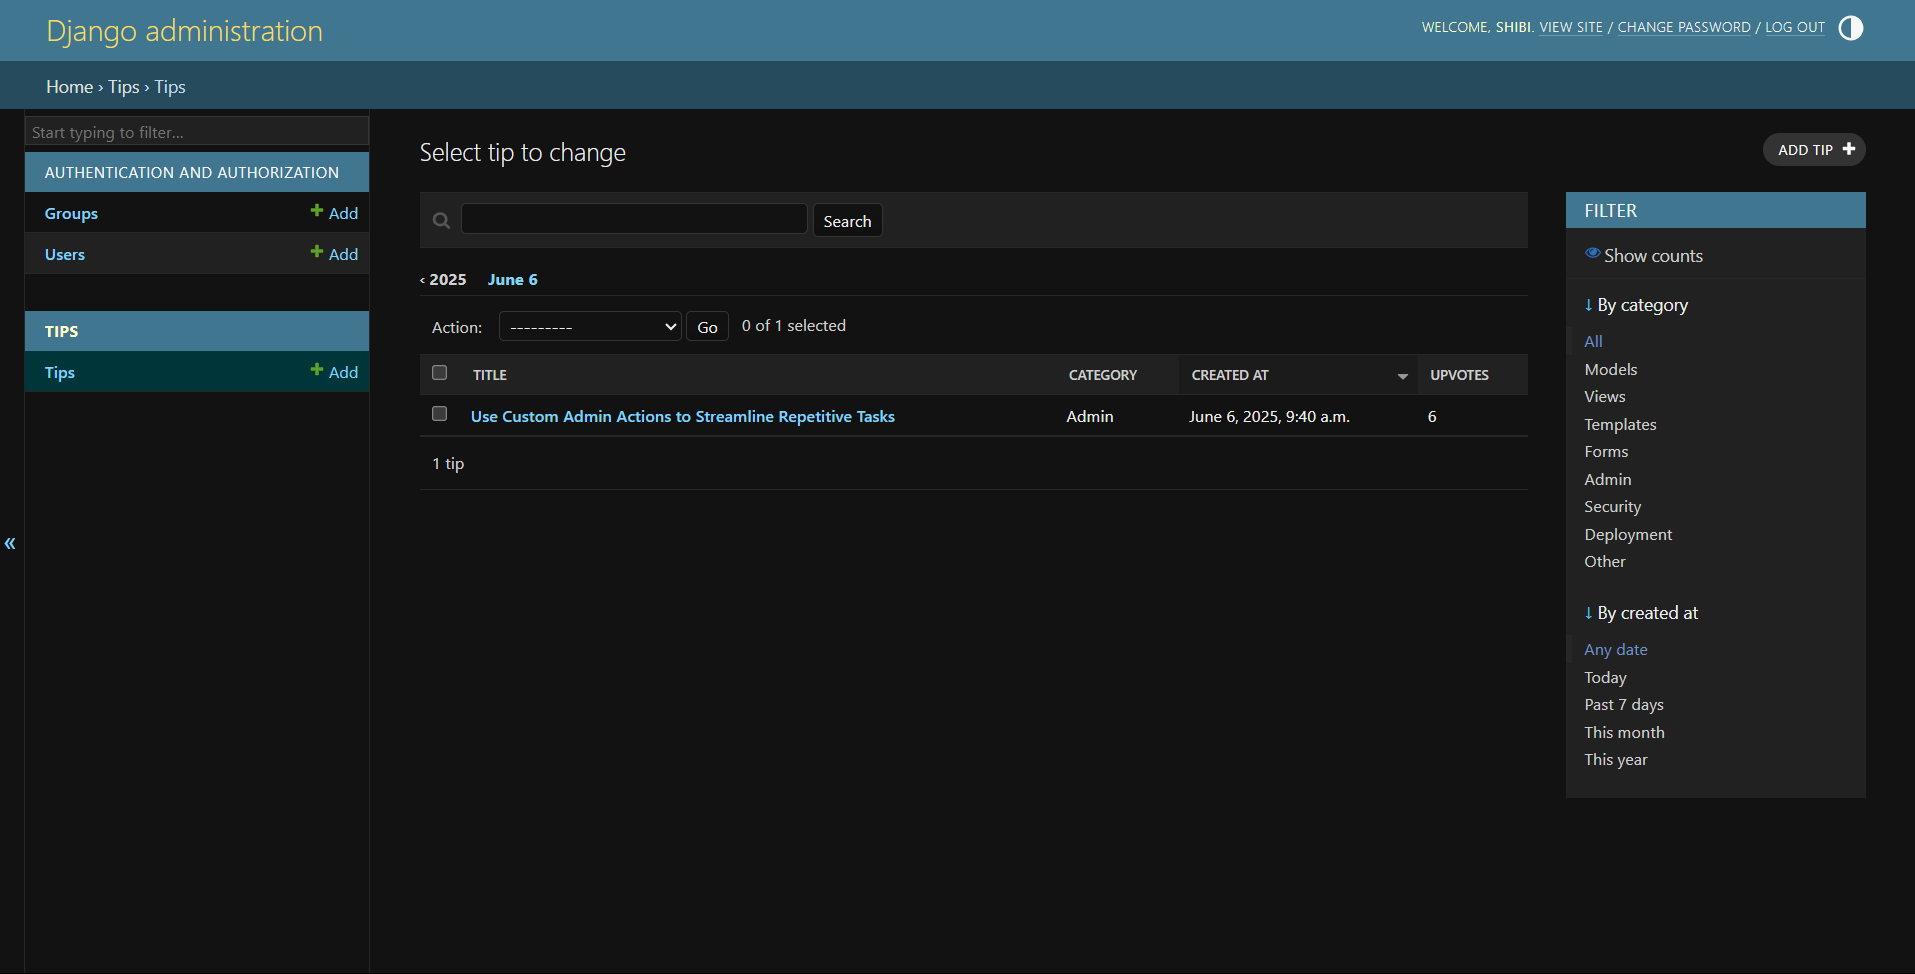 Django administration
WELCOME, SHIBI. VIEW SITE / CHANGE PASSWORD / LOG OUT
Home › Tips › Tips
Start typing to filter...
AUTHENTICATION AND AUTHORIZATION
Groups Add
Users Add
TIPS
Tips Add
«
Select tip to change
ADD TIP
Search
‹ 2025 June 6
Action: --------- Go 0 of 1 selected
TITLE CATEGORY CREATED AT UPVOTES
Use Custom Admin Actions to Streamline Repetitive Tasks Admin June 6, 2025, 9:40 a.m. 6
1 tip
FILTER
Show counts
↓ By category
All
Models
Views
Templates
Forms
Admin
Security
Deployment
Other
↓ By created at
Any date
Today
Past 7 days
This month
This year